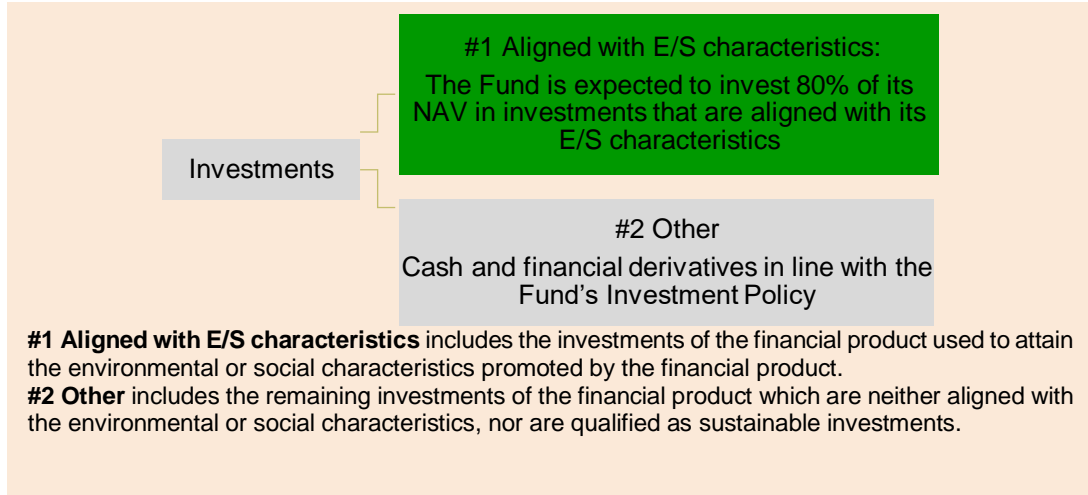 #1 Aligned with E/S characteristics:
The Fund is expected to invest 80% of its
NAV in investments that are aligned with its
E/S characteristics
Investments
#2 Other
Cash and financial derivatives in line with the
Fund's Investment Policy
#1 Aligned with E/S characteristics includes the investments of the financial product used to attain
the environmental or social characteristics promoted by the financial product.
#2 Other includes the remaining investments of the financial product which are neither aligned with
the environmental or social characteristics, nor are qualified as sustainable investments.